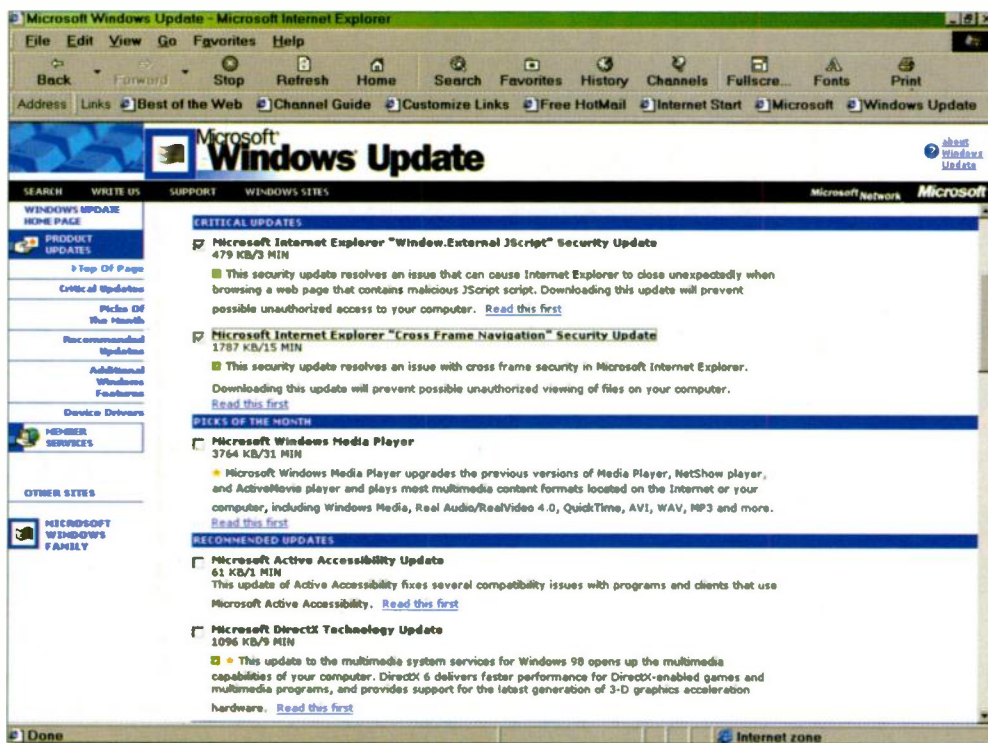 Microsoft Windows Update - Microsoft Internet Explorer
File Edit View Go Favorites Help
Back Forward Stop Refresh Home Search Favorites History Channels Fullscre... Fonts Print
Address Links Best of the Web Channel Guide Customize Links Free HotMail Internet Start Microsoft Windows Update
Microsoft
Windows Update
about
Windows
Update
SEARCH WRITE US SUPPORT WINDOWS SITES Microsoft Network Microsoft
WINDOWS UPDATE
HOME PAGE
PRODUCT
UPDATES
Top Of Page
Critical Updates
Picks Of
The Month
Recommended
Updates
Additional
Windows
Features
Device Drivers
MEMBER
SERVICES
OTHER SITES
MICROSOFT
WINDOWS
FAMILY
CRITICAL UPDATES
Microsoft Internet Explorer "Window.External JScript" Security Update
479 KB/3 MIN
This security update resolves an issue that can cause Internet Explorer to close unexpectedly when
browsing a web page that contains malicious JScript script. Downloading this update will prevent
possible unauthorized access to your computer. Read this first
Microsoft Internet Explorer "Cross Frame Navigation" Security Update
1787 KB/15 MIN
This security update resolves an issue with cross frame security in Microsoft Internet Explorer.
Downloading this update will prevent possible unauthorized viewing of files on your computer.
Read this first
PICKS OF THE MONTH
Microsoft Windows Media Player
3764 KB/31 MIN
Microsoft Windows Media Player upgrades the previous versions of Media Player, NetShow player,
and ActiveMovie player and plays most multimedia content formats located on the Internet or your
computer, including Windows Media, Real Audio/RealVideo 4.0, QuickTime, AVI, WAV, MP3 and more.
Read this first
RECOMMENDED UPDATES
Microsoft Active Accessibility Update
61 KB/1 MIN
This update of Active Accessibility fixes several compatibility issues with programs and clients that use
Microsoft Active Accessibility. Read this first
Microsoft DirectX Technology Update
1096 KB/9 MIN
This update to the multimedia system services for Windows 98 opens up the multimedia
capabilities of your computer. DirectX 6 delivers faster performance for DirectX-enabled games and
multimedia programs, and provides support for the latest generation of 3-D graphics acceleration
hardware. Read this first
Done Internet zone